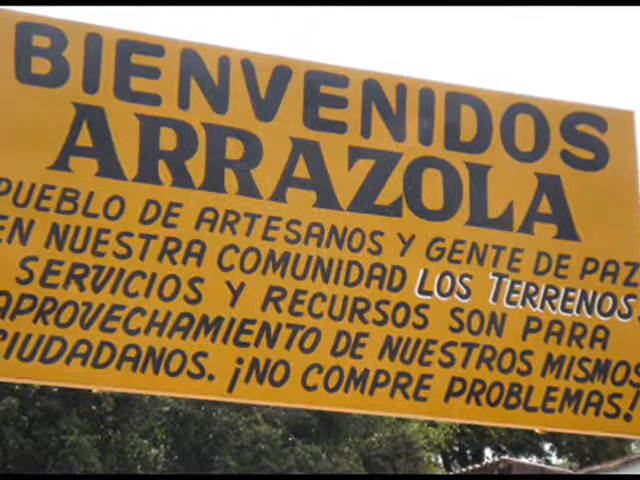 BIENVENIDOS
ARRAZOLA
PUEBLO DE ARTESANOS Y GENTE DE PAZ
EN NUESTRA COMUNIDAD LOS TERRENOS,
SERVICIOS Y RECURSOS SON PARA
APROVECHAMIENTO DE NUESTROS MISMOS
CIUDADANOS. ¡NO COMPRE PROBLEMAS!